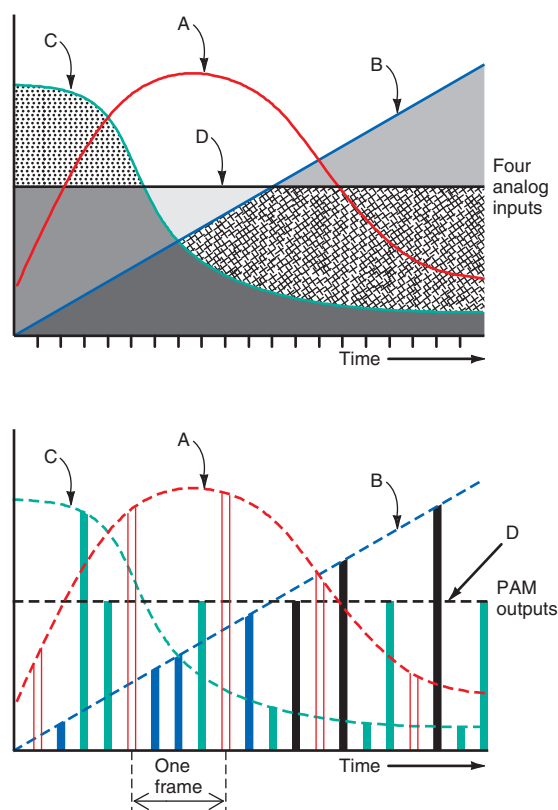 A
C
B
D
Four
analog
inputs
Time
A
C
B
D
PAM
outputs
One
frame
Time